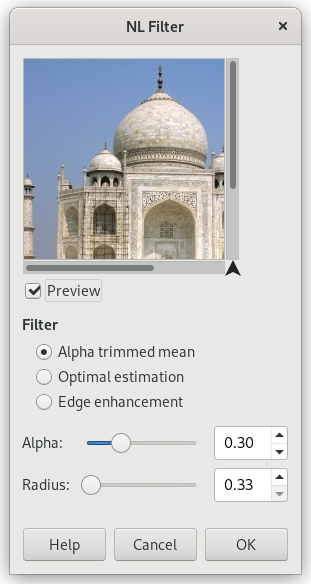 NL Filter
Preview
Filter
Alpha trimmed mean
Optimal estimation
Edge enhancement
Alpha: 0.30
Radius: 0.33
Help Cancel OK